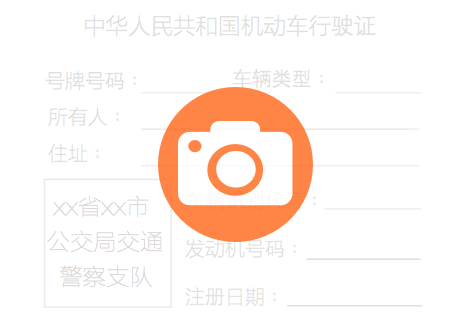 中华人民共和国机动车行驶证
号牌号码： 车辆类型：
所有人：
住址：
xx省xx市
公交局交通
警察支队
发动机号码：
注册日期：